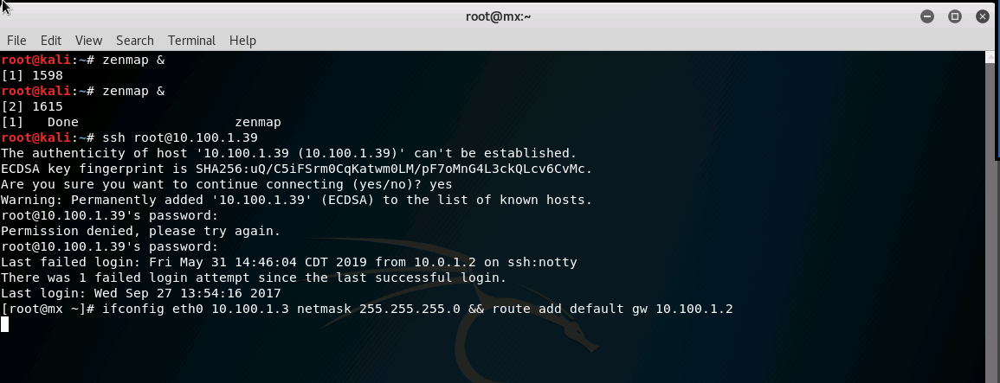 root@mx:~
File Edit View Search Terminal Help
root@kali:~# zenmap &
[1] 1598
root@kali:~# zenmap &
[2] 1615
[1]   Done                    zenmap
root@kali:~# ssh root@10.100.1.39
The authenticity of host '10.100.1.39 (10.100.1.39)' can't be established.
ECDSA key fingerprint is SHA256:uQ/C5iFSrm0CqKatwm0LM/pF7oMnG4L3ckQLcv6CvMc.
Are you sure you want to continue connecting (yes/no)? yes
Warning: Permanently added '10.100.1.39' (ECDSA) to the list of known hosts.
root@10.100.1.39's password:
Permission denied, please try again.
root@10.100.1.39's password:
Last failed login: Fri May 31 14:46:04 CDT 2019 from 10.0.1.2 on ssh:notty
There was 1 failed login attempt since the last successful login.
Last login: Wed Sep 27 13:54:16 2017
[root@mx ~]# ifconfig eth0 10.100.1.3 netmask 255.255.255.0 && route add default gw 10.100.1.2